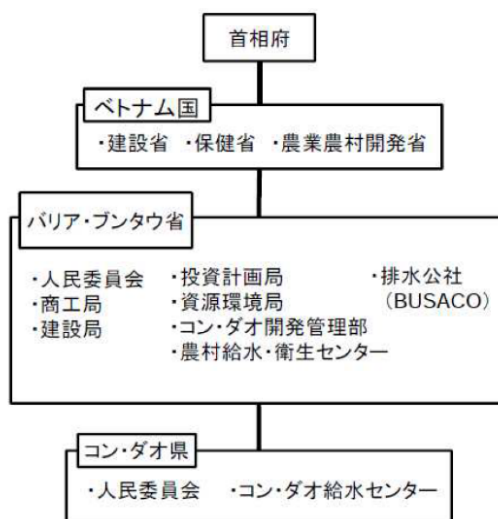 首相府
ベトナム国
・建設省 ・保健省 ・農業農村開発省
バリア・ブンタウ省
・人民委員会
・商工局
・建設局
・投資計画局
・資源環境局
・コン・ダオ開発管理部
・農村給水・衛生センター
・排水公社
（BUSACO）
コン・ダオ県
・人民委員会 ・コン・ダオ給水センター